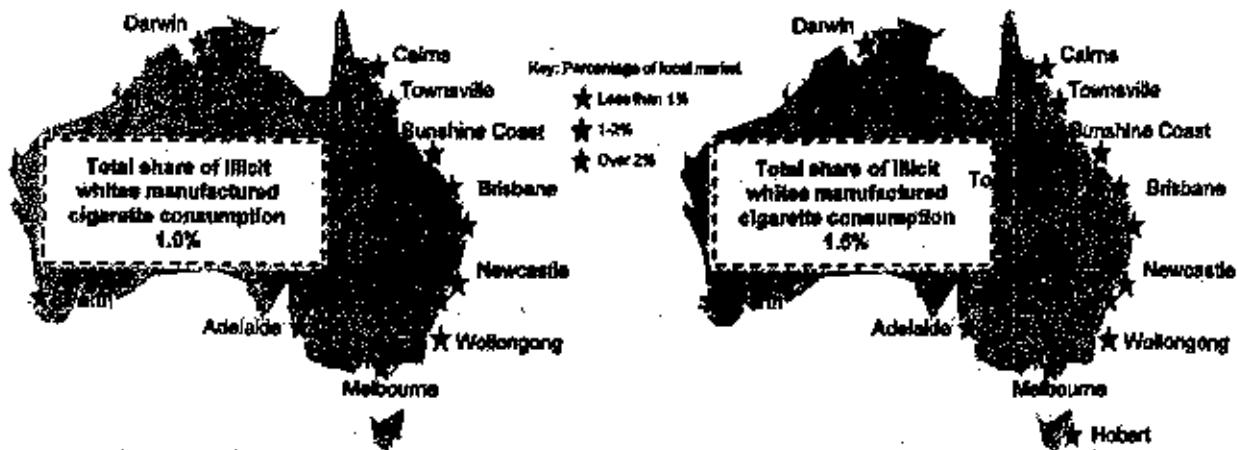 Darwin
Cairns
Townsville
Sunshine Coast
Total share of illicit
whites manufactured
cigarette consumption
1.0%
Brisbane
Newcastle
Adelaide
Wollongong
Melbourne
Key: Percentage of local market
Less than 1%
1-2%
Over 2%
Darwin
Cairns
Townsville
Sunshine Coast
Total share of illicit
whites manufactured
cigarette consumption
1.5%
To
Brisbane
Newcastle
Adelaide
Wollongong
Melbourne
Hobart